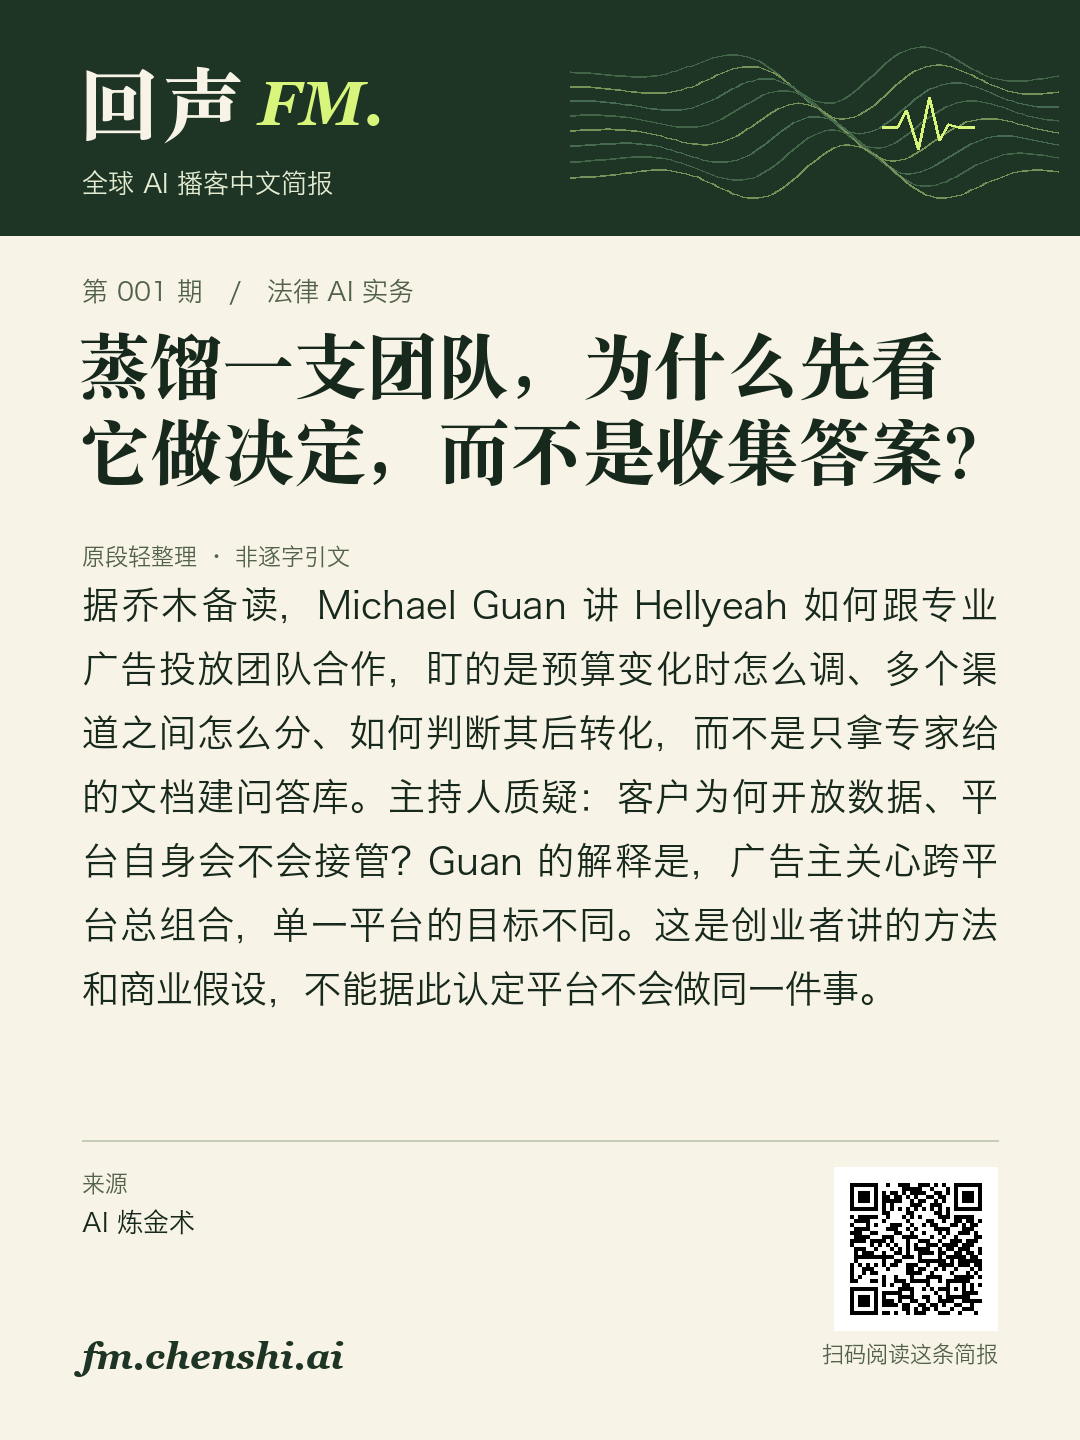 回声 FM.
全球 AI 播客中文简报
第 001 期 / 法律 AI 实务
蒸馏一支团队，为什么先看
它做决定，而不是收集答案？
原段轻整理 · 非逐字引文
据乔木备读，Michael Guan 讲 Hellyeah 如何跟专业
广告投放团队合作，盯的是预算变化时怎么调、多个渠
道之间怎么分、如何判断其后转化，而不是只拿专家给
的文档建问答库。主持人质疑：客户为何开放数据、平
台自身会不会接管？Guan 的解释是，广告主关心跨平
台总组合，单一平台的目标不同。这是创业者讲的方法
和商业假设，不能据此认定平台不会做同一件事。
来源
AI 炼金术
fm.chenshi.ai
扫码阅读这条简报